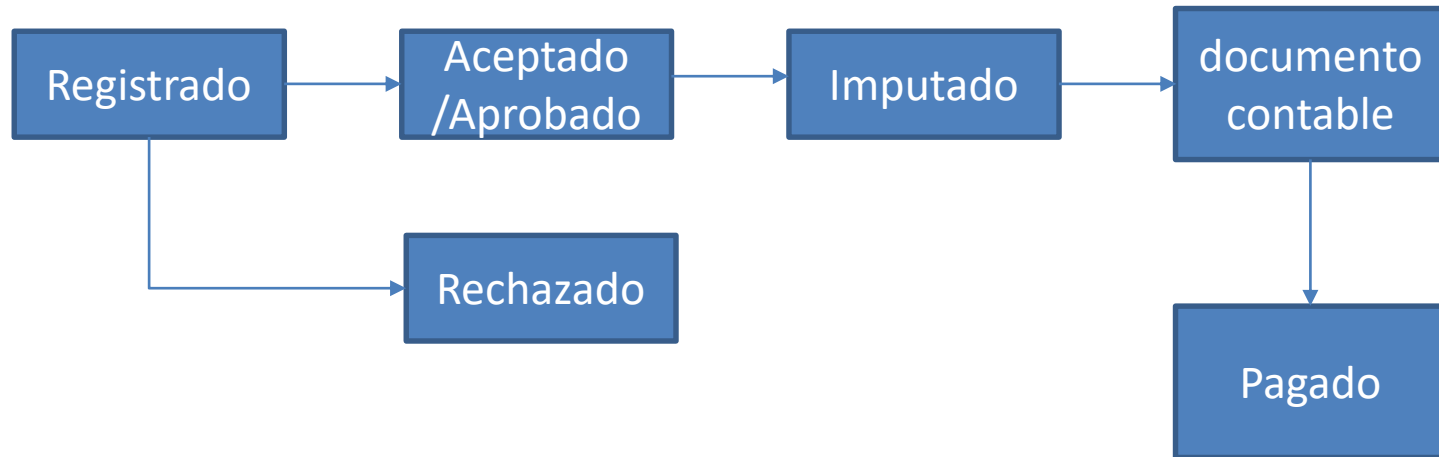 Registrado
Aceptado
/Aprobado
Imputado
documento
contable
Rechazado
Pagado